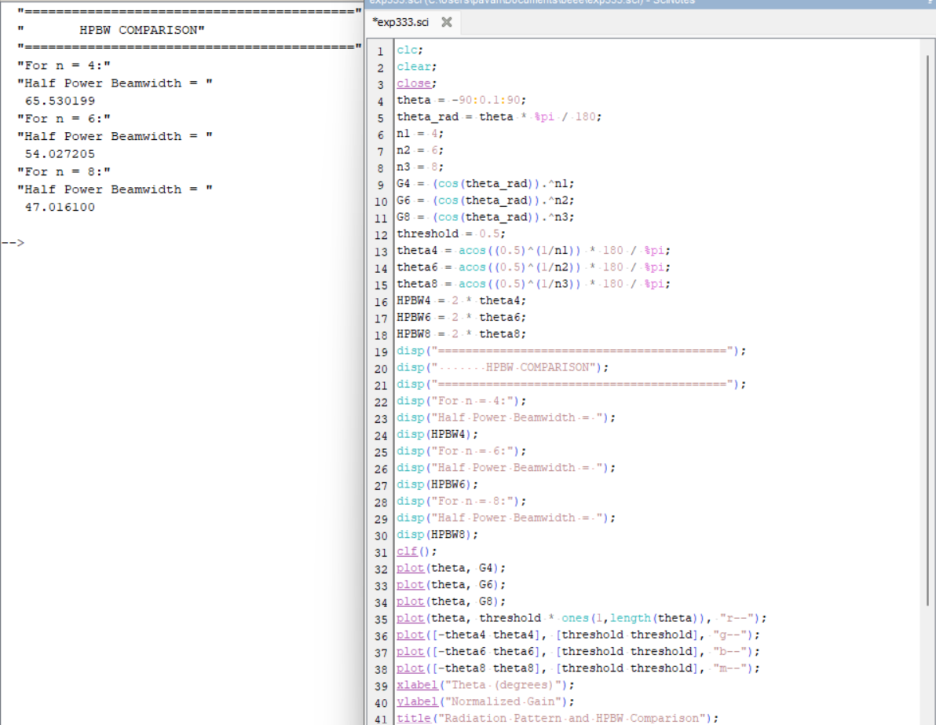 "=========================================="
"       HPBW COMPARISON"
"=========================================="
"For n = 4:"
"Half Power Beamwidth = "
65.530199
"For n = 6:"
"Half Power Beamwidth = "
54.027205
"For n = 8:"
"Half Power Beamwidth = "
47.016100
-->
*exp333.sci
1 clc;
2 clear;
3 close;
4 theta = -90:0.1:90;
5 theta_rad = theta * %pi / 180;
6 n1 = 4;
7 n2 = 6;
8 n3 = 8;
9 G4 = (cos(theta_rad)).^n1;
10 G6 = (cos(theta_rad)).^n2;
11 G8 = (cos(theta_rad)).^n3;
12 threshold = 0.5;
13 theta4 = acos((0.5)^(1/n1)) * 180 / %pi;
14 theta6 = acos((0.5)^(1/n2)) * 180 / %pi;
15 theta8 = acos((0.5)^(1/n3)) * 180 / %pi;
16 HPBW4 = 2 * theta4;
17 HPBW6 = 2 * theta6;
18 HPBW8 = 2 * theta8;
19 disp("==========================================");
20 disp("       HPBW COMPARISON");
21 disp("==========================================");
22 disp("For n = 4:");
23 disp("Half Power Beamwidth = ");
24 disp(HPBW4);
25 disp("For n = 6:");
26 disp("Half Power Beamwidth = ");
27 disp(HPBW6);
28 disp("For n = 8:");
29 disp("Half Power Beamwidth = ");
30 disp(HPBW8);
31 clf();
32 plot(theta, G4);
33 plot(theta, G6);
34 plot(theta, G8);
35 plot(theta, threshold * ones(1,length(theta)), "r--");
36 plot([-theta4 theta4], [threshold threshold], "g--");
37 plot([-theta6 theta6], [threshold threshold], "b--");
38 plot([-theta8 theta8], [threshold threshold], "m--");
39 xlabel("Theta (degrees)");
40 ylabel("Normalized Gain");
41 title("Radiation Pattern and HPBW Comparison");